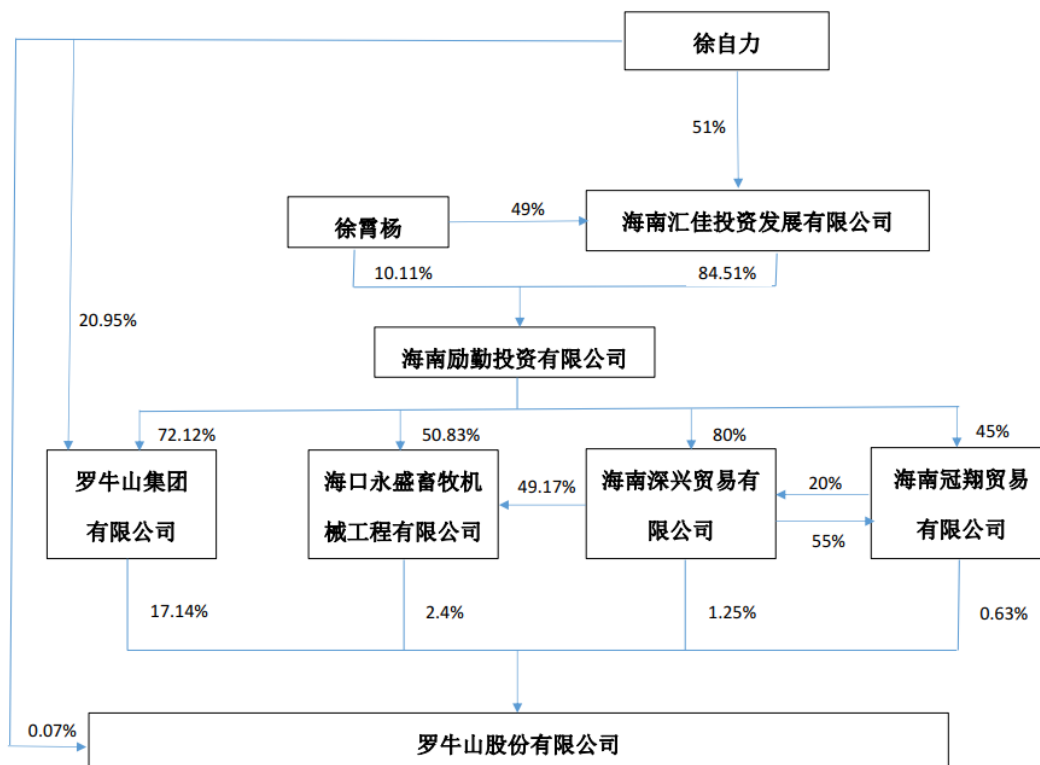 徐自力
51%
49%
徐霄杨
海南汇佳投资发展有限公司
10.11%
84.51%
20.95%
海南励勤投资有限公司
72.12%
50.83%
80%
45%
罗牛山集团
有限公司
海口永盛畜牧机
械工程有限公司
49.17%
海南深兴贸易有
限公司
20%
55%
海南冠翔贸易
有限公司
17.14%
2.4%
1.25%
0.63%
0.07%
罗牛山股份有限公司